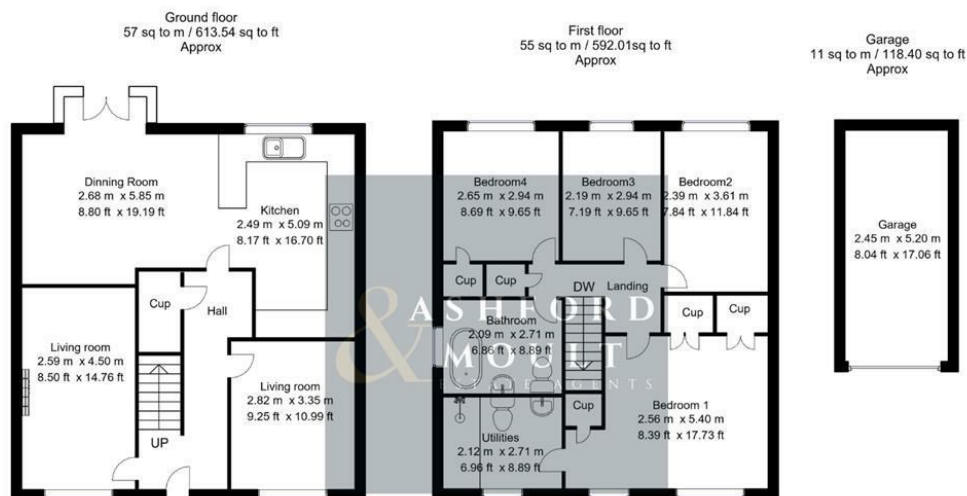 Ground floor
57 sq to m / 613.54 sq to ft
Approx
First floor
55 sq to m / 592.01sq to ft
Approx
Garage
11 sq to m / 118.40 sq to ft
Approx
Dinning Room
2.68 m x 5.85 m
8.80 ft x 19.19 ft
Kitchen
2.49 m x 5.09 m
8.17 ft x 16.70 ft
Cup
Hall
Living room
2.59 m x 4.50 m
8.50 ft x 14.76 ft
Living room
2.82 m x 3.35 m
9.25 ft x 10.99 ft
UP
Bedroom4
2.65 m x 2.94 m
8.69 ft x 9.65 ft
Bedroom3
2.19 m x 2.94 m
7.19 ft x 9.65 ft
Bedroom2
2.39 m x 3.61 m
7.84 ft x 11.84 ft
Cup
Cup
DW
Landing
Cup
Cup
Bathroom
2.09 m x 2.71 m
6.86 ft x 8.89 ft
Cup
Bedroom 1
2.56 m x 5.40 m
8.39 ft x 17.73 ft
Utilities
2.12 m x 2.71 m
6.96 ft x 8.89 ft
Garage
2.45 m x 5.20 m
8.04 ft x 17.06 ft
&
ASHFORD
MOULT
ESTATE AGENTS